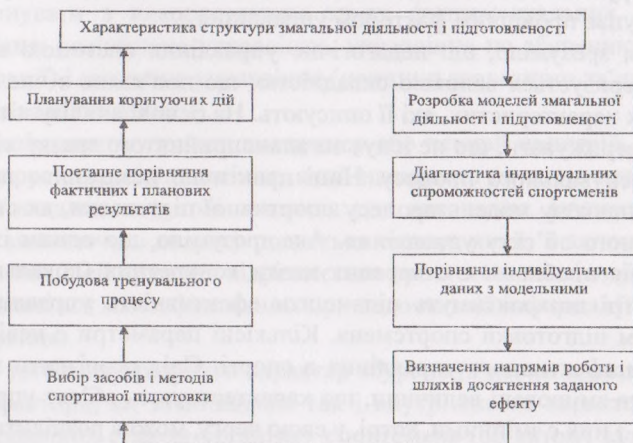 Характеристика структури змагальної діяльності і підготовленості
Планування коригуючих дій
Розробка моделей змагальної
діяльності і підготовленості
Поетапне порівняння
фактичних і планових
результатів
Діагностика індивідуальних
спроможностей спортсменів
Побудова тренувального
процесу
Порівняння індивідуальних
даних з модельними
Вибір засобів і методів
спортивної підготовки
Визначення напрямів роботи і
шляхів досягнення заданого
ефекту